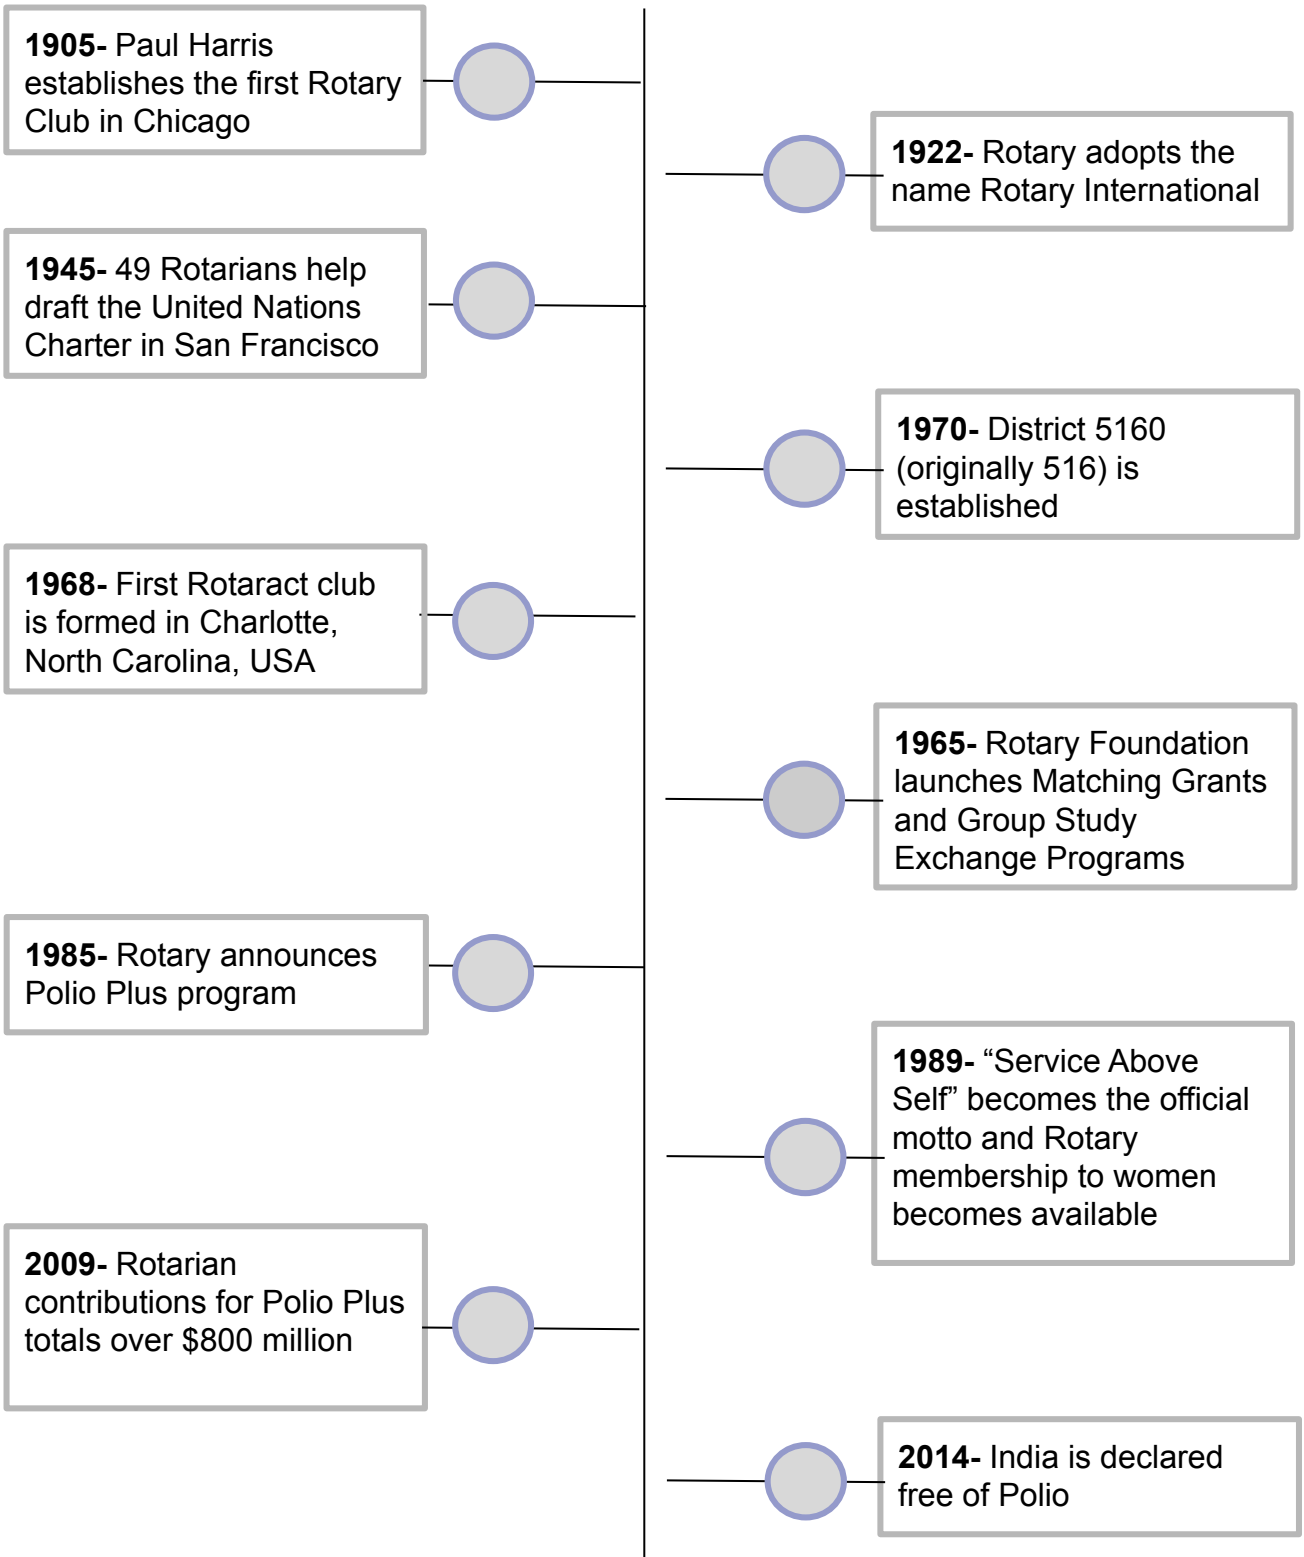 1905- Paul Harris
establishes the first Rotary
Club in Chicago
1922- Rotary adopts the
name Rotary International
1945- 49 Rotarians help
draft the United Nations
Charter in San Francisco
1970- District 5160
(originally 516) is
established
1968- First Rotaract club
is formed in Charlotte,
North Carolina, USA
1965- Rotary Foundation
launches Matching Grants
and Group Study
Exchange Programs
1985- Rotary announces
Polio Plus program
1989- “Service Above
Self” becomes the official
motto and Rotary
membership to women
becomes available
2009- Rotarian
contributions for Polio Plus
totals over $800 million
2014- India is declared
free of Polio